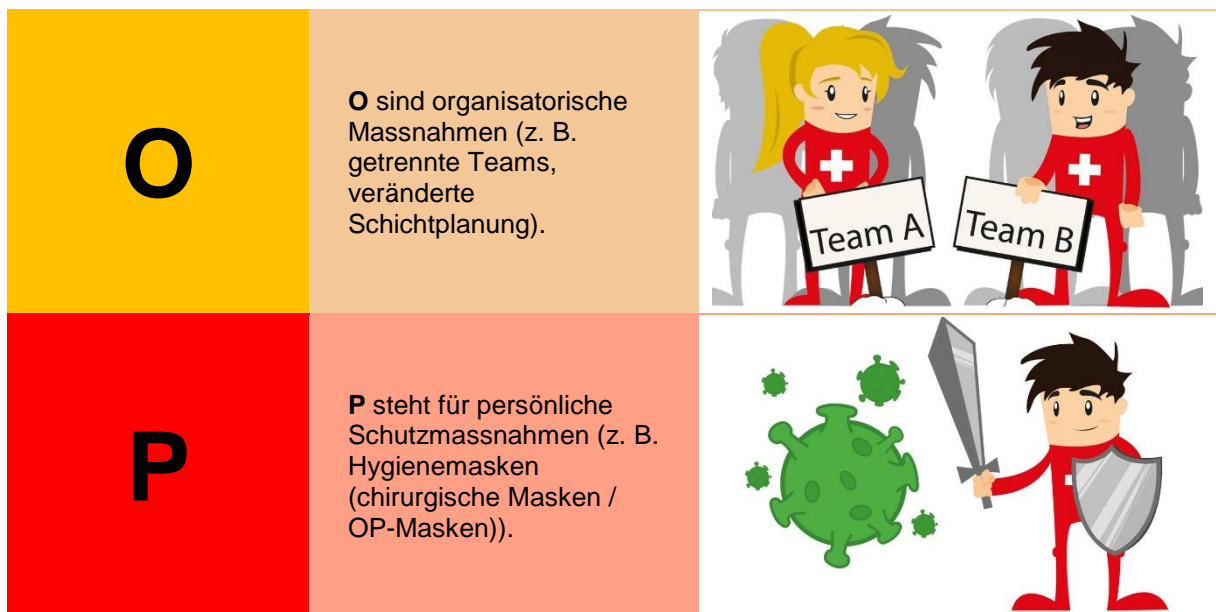 O
O sind organisatorische
Massnahmen (z. B.
getrennte Teams,
veränderte
Schichtplanung).
Team A
Team B
P
P steht für persönliche
Schutzmassnahmen (z. B.
Hygienemasken
(chirurgische Masken /
OP-Masken)).